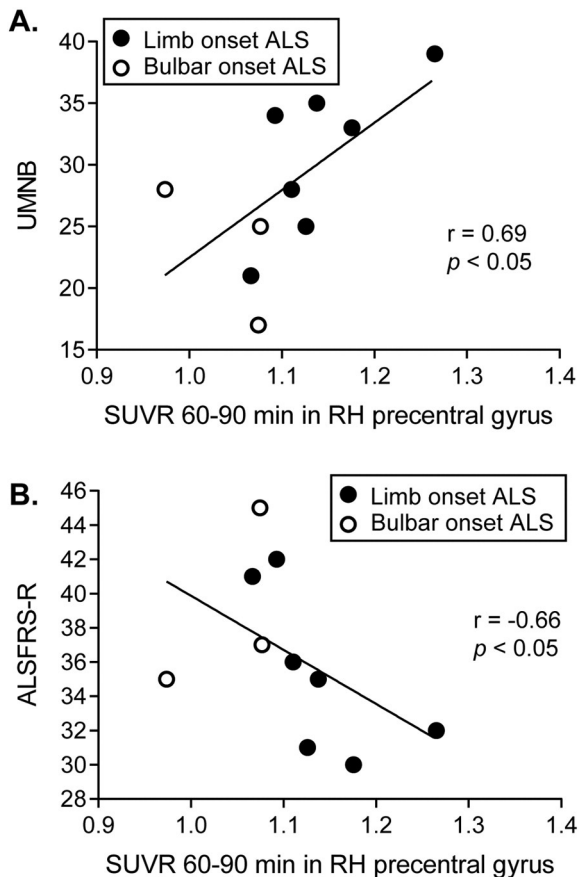 A.
Limb onset ALS
Bulbar onset ALS
40
35
30
25
20
15
UMNB
r = 0.69
p < 0.05
0.9 1.0 1.1 1.2 1.3 1.4
SUVR 60-90 min in RH precentral gyrus
B.
Limb onset ALS
Bulbar onset ALS
46
44
42
40
38
36
34
32
30
28
ALSFRS-R
r = -0.66
p < 0.05
0.9 1.0 1.1 1.2 1.3 1.4
SUVR 60-90 min in RH precentral gyrus